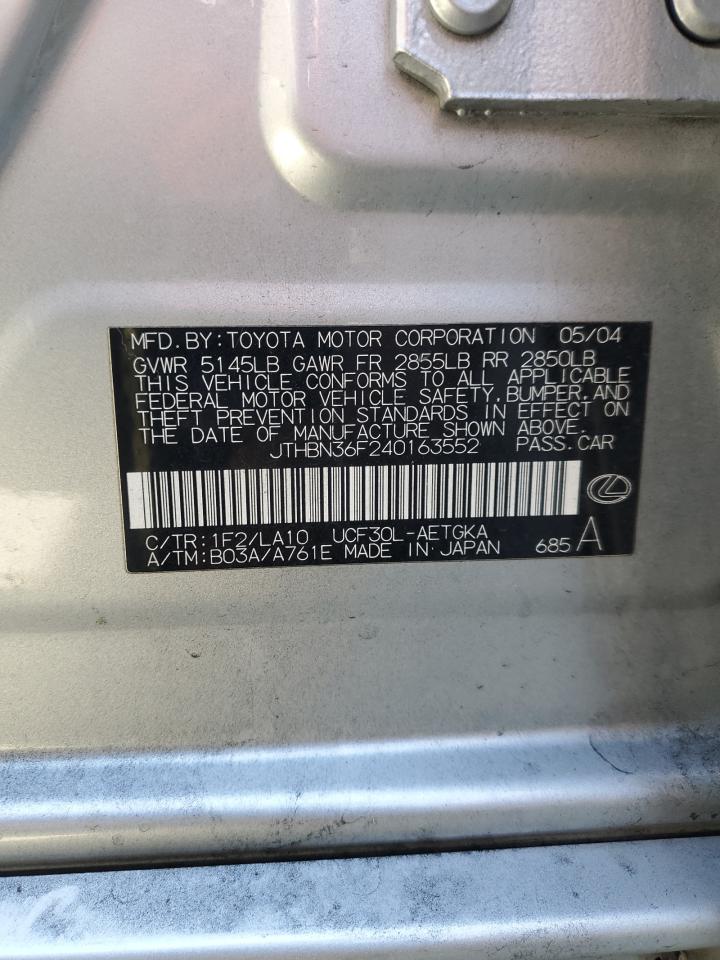 MFD.BY:TOYOTA MOTOR CORPORATION 05/04
GVWR 5145LB GAWR FR 2855LB RR 2850LB
THIS VEHICLE CONFORMS TO ALL APPLICABLE
FEDERAL MOTOR VEHICLE SAFETY,BUMPER,AND
THEFT PREVENTION STANDARDS IN EFFECT ON
THE DATE OF MANUFACTURE SHOWN ABOVE.
JTHBN36F240163552 PASS.CAR
C/TR:1F2/LA10 UCF30L-AETGKA
A/TM:B03A/A761E MADE IN JAPAN 685 A